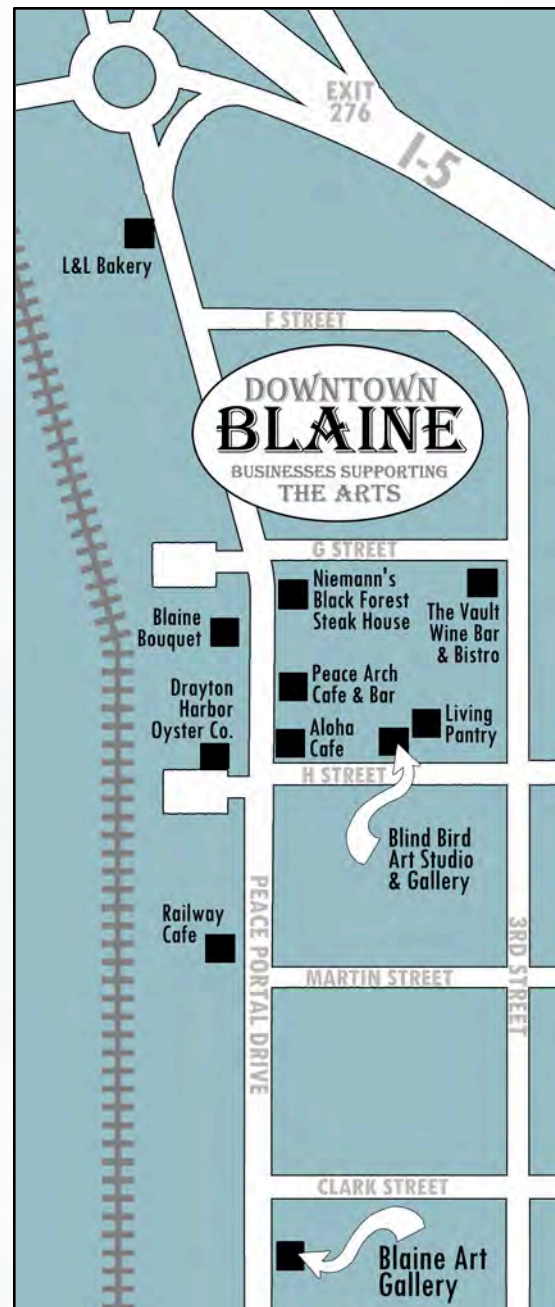 EXIT
276
I-5
L&L Bakery
F STREET
DOWNTOWN
BLAINE
BUSINESSES SUPPORTING
THE ARTS
G STREET
Niemann's
Black Forest
Steak House
The Vault
Wine Bar
& Bistro
Blaine
Bouquet
Peace Arch
Cafe & Bar
Drayton
Harbor
Oyster Co.
Living
Pantry
Aloha
Cafe
H STREET
Blind Bird
Art Studio
& Gallery
PEACE PORTAL DRIVE
3RD STREET
Railway
Cafe
MARTIN STREET
CLARK STREET
Blaine Art
Gallery